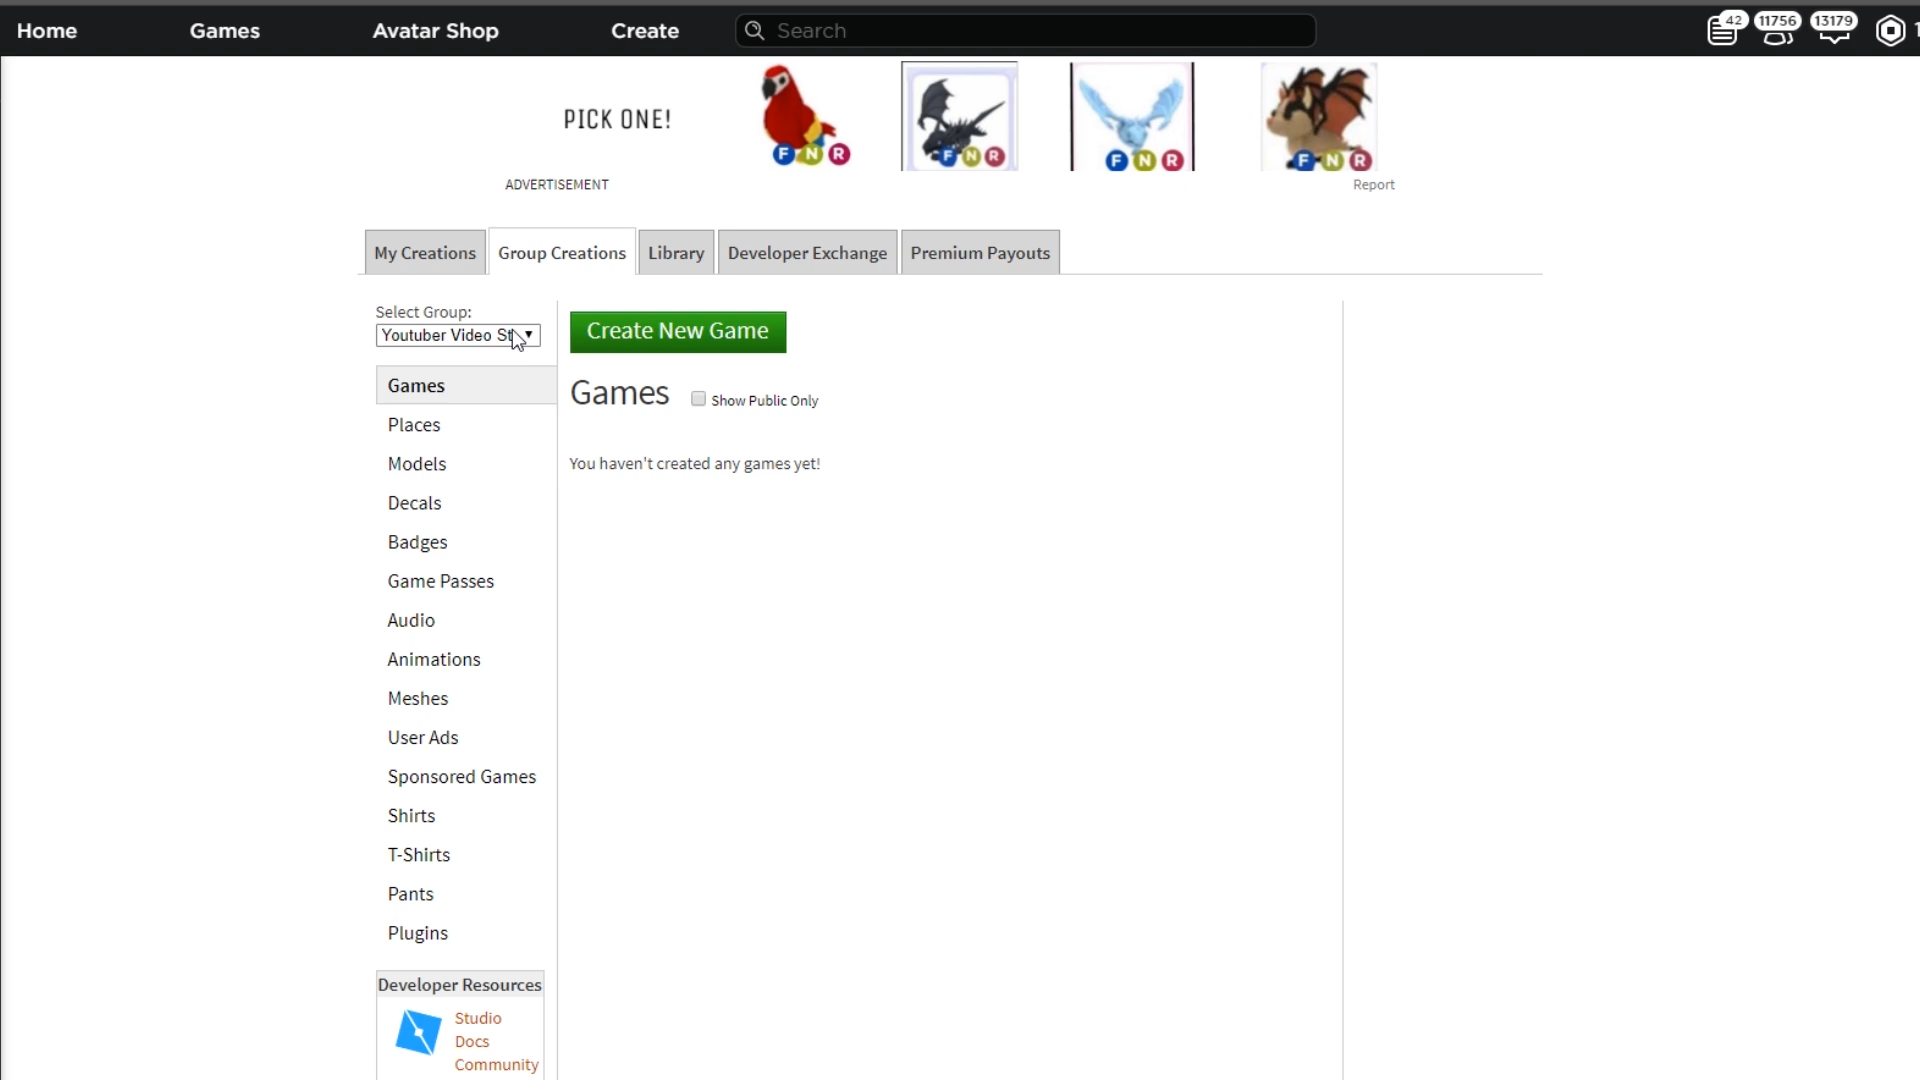 Home Games Avatar Shop Create Search 42 11756 13179
PICK ONE!
F N R F N R F N R F N R
ADVERTISEMENT Report
My Creations Group Creations Library Developer Exchange Premium Payouts
Select Group:
Youtuber Video St
Create New Game
Games
Games Show Public Only
Places
Models
You haven't created any games yet!
Decals
Badges
Game Passes
Audio
Animations
Meshes
User Ads
Sponsored Games
Shirts
T-Shirts
Pants
Plugins
Developer Resources
Studio
Docs
Community